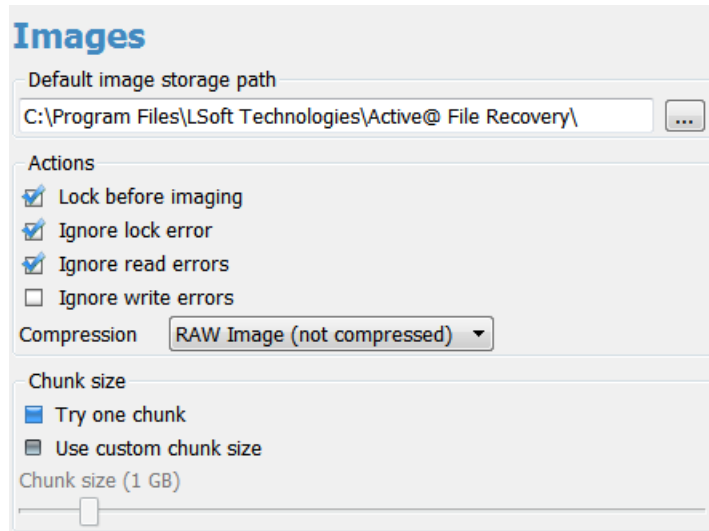 Images
Default image storage path
C:\Program Files\LSoft Technologies\Active@ File Recovery\
...
Actions
Lock before imaging
Ignore lock error
Ignore read errors
Ignore write errors
Compression RAW Image (not compressed)
Chunk size
Try one chunk
Use custom chunk size
Chunk size (1 GB)